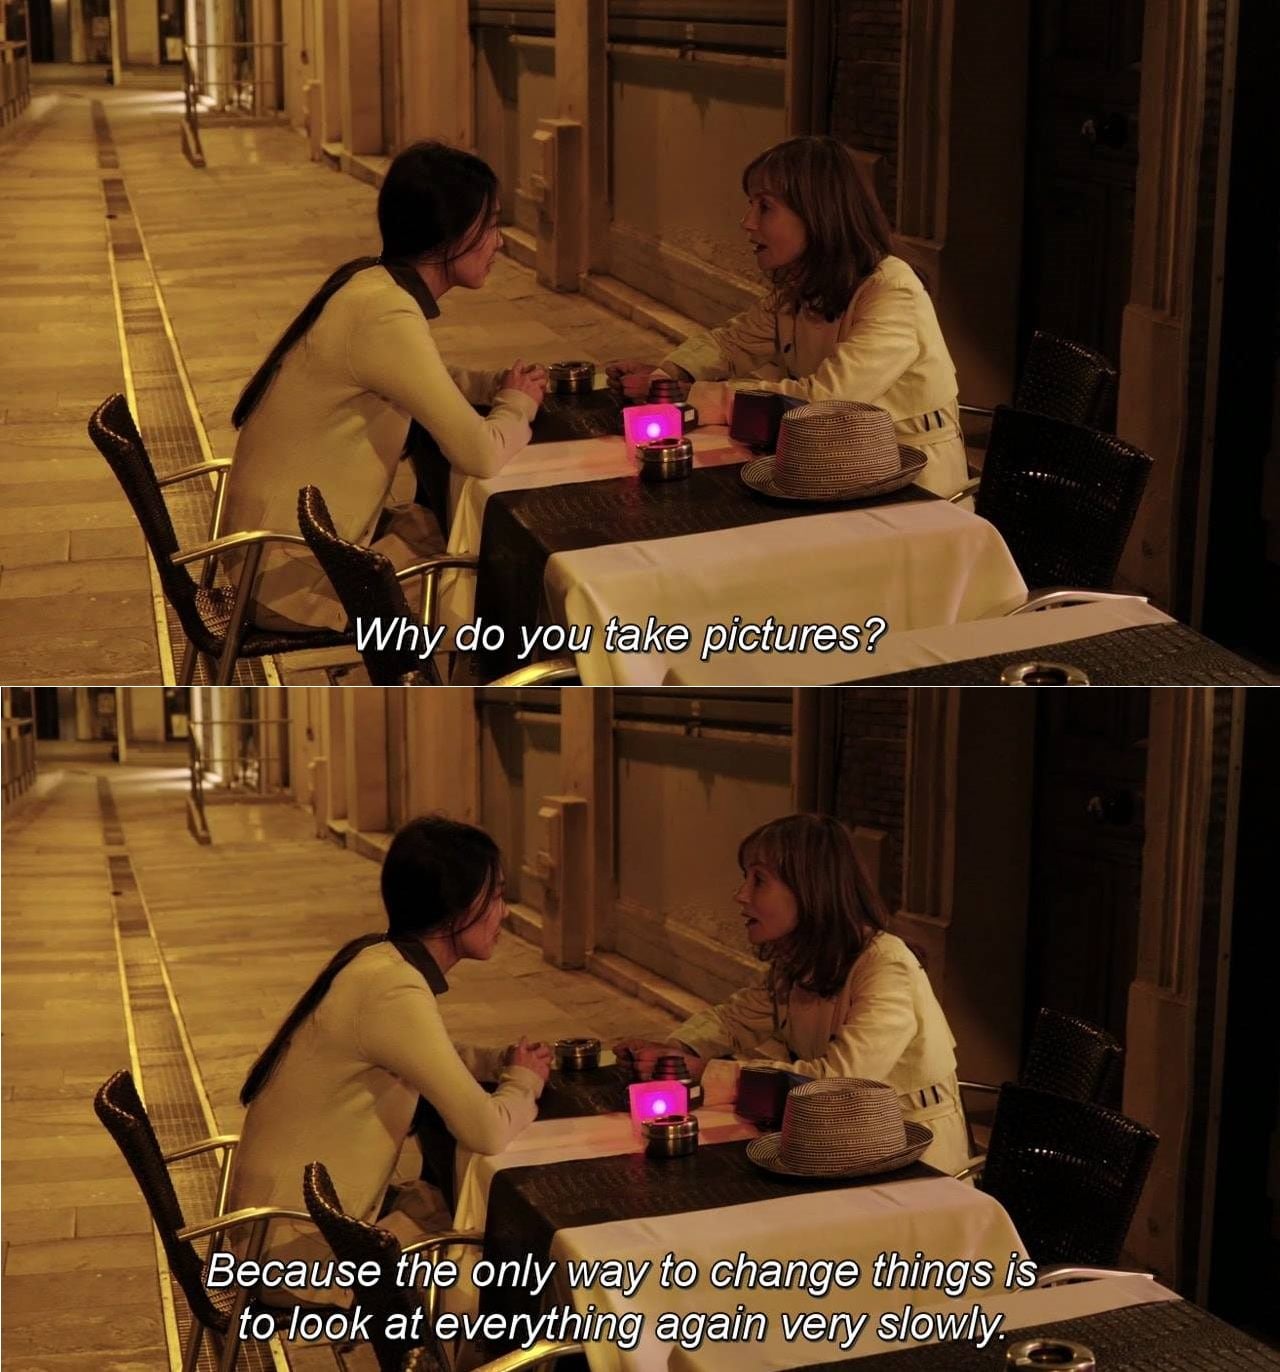 Why do you take pictures?
Because the only way to change things is
to look at everything again very slowly.